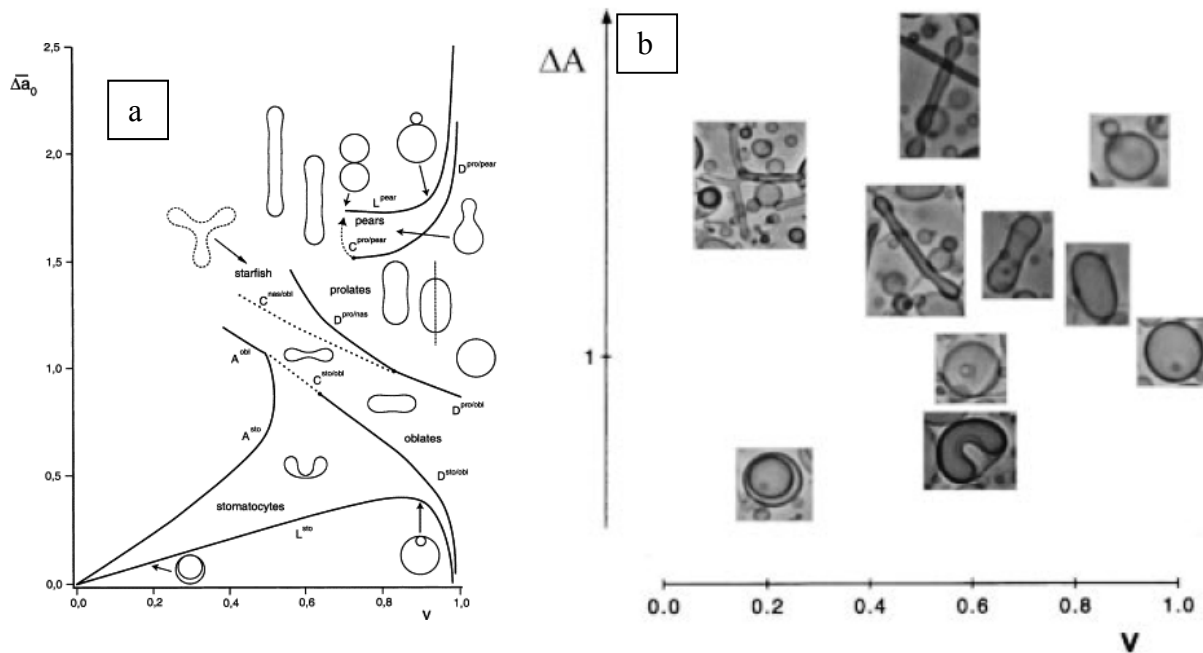 a
2,5
Δa̅₀
2,0
1,5
1,0
0,5
0,0
D^pro/pear
L^pear
pears
C^pro/pear
starfish
prolates
C^nas/obl
D^pro/nas
A^obl
C^sto/obl
D^pro/obl
A^sto
oblates
D^sto/obl
stomatocytes
L^sto
0,0 0,2 0,4 0,6 0,8 1,0
v
b
ΔA
1
0.0 0.2 0.4 0.6 0.8 1.0
v